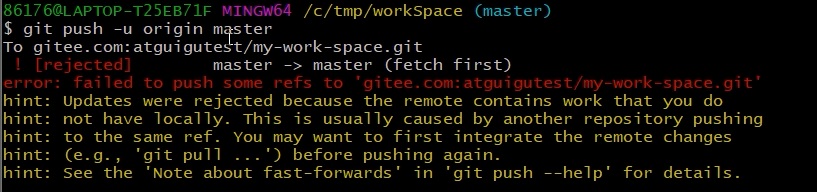 86176@LAPTOP-T25EB71F MINGW64 /c/tmp/workSpace (master)
$ git push -u origin master
To gitee.com:atguigutest/my-work-space.git
 ! [rejected]        master -> master (fetch first)
error: failed to push some refs to 'gitee.com:atguigutest/my-work-space.git'
hint: Updates were rejected because the remote contains work that you do
hint: not have locally. This is usually caused by another repository pushing
hint: to the same ref. You may want to first integrate the remote changes
hint: (e.g., 'git pull ...') before pushing again.
hint: See the 'Note about fast-forwards' in 'git push --help' for details.